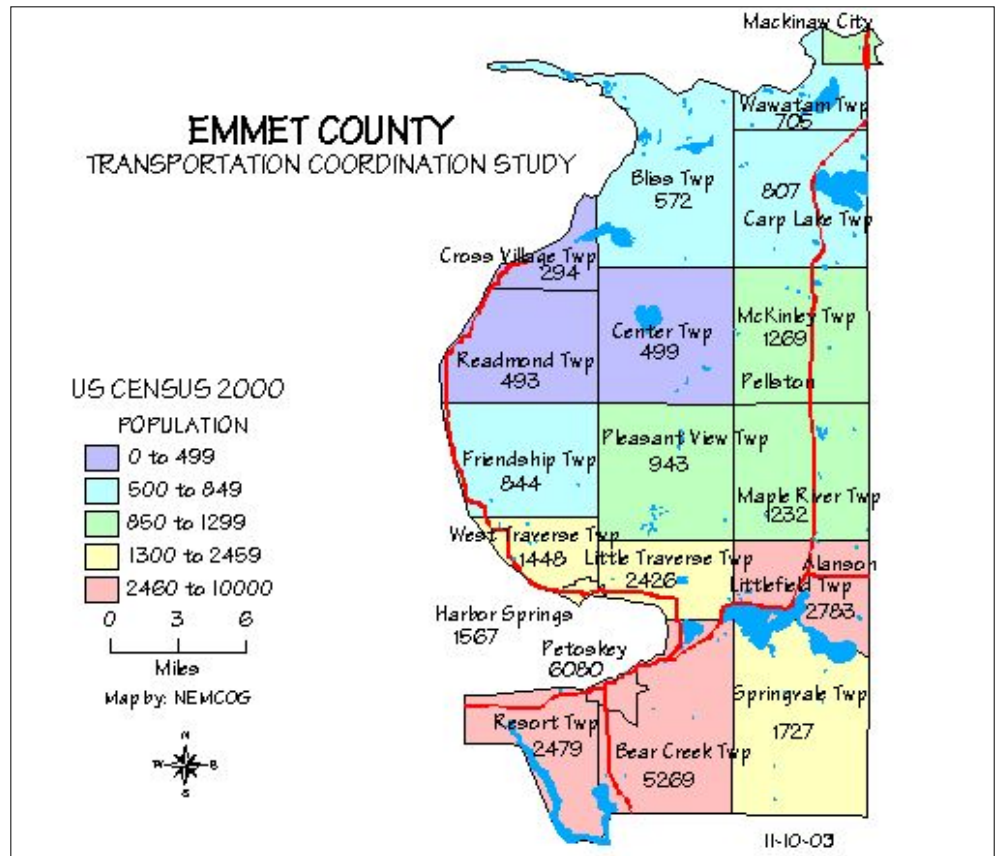 Mackinaw City
EMMET COUNTY
TRANSPORTATION COORDINATION STUDY
Wawatam Twp
705
Bliss Twp
572
807
Carp Lake Twp
Cross Village Twp
294
Center Twp
499
McKinley Twp
1269
Readmond Twp
493
Pellston
US CENSUS 2000
POPULATION
0 to 499
500 to 849
850 to 1299
1300 to 2459
2460 to 10000
0 3 6
Miles
Map by: NEMCOG
N
W E
S
Friendship Twp
844
Pleasant View Twp
943
Maple River Twp
1232
West Traverse Twp
1448
Little Traverse Twp
2426
Alanson
Littlefield Twp
2783
Harbor Springs
1567
Petoskey
6080
Resort Twp
2479
Bear Creek Twp
5269
Springvale Twp
1727
11-10-03